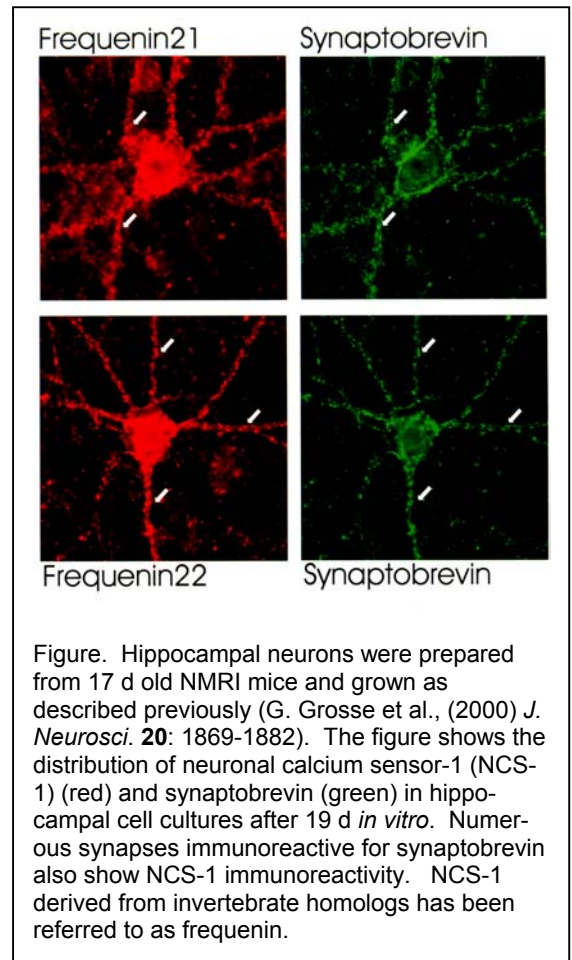 Frequenin21 Synaptobrevin
Frequenin22 Synaptobrevin
Figure. Hippocampal neurons were prepared
from 17 d old NMRI mice and grown as
described previously (G. Grosse et al., (2000) J.
Neurosci. 20: 1869-1882). The figure shows the
distribution of neuronal calcium sensor-1 (NCS-
1) (red) and synaptobrevin (green) in hippo-
campal cell cultures after 19 d in vitro. Numer-
ous synapses immunoreactive for synaptobrevin
also show NCS-1 immunoreactivity. NCS-1
derived from invertebrate homologs has been
referred to as frequenin.